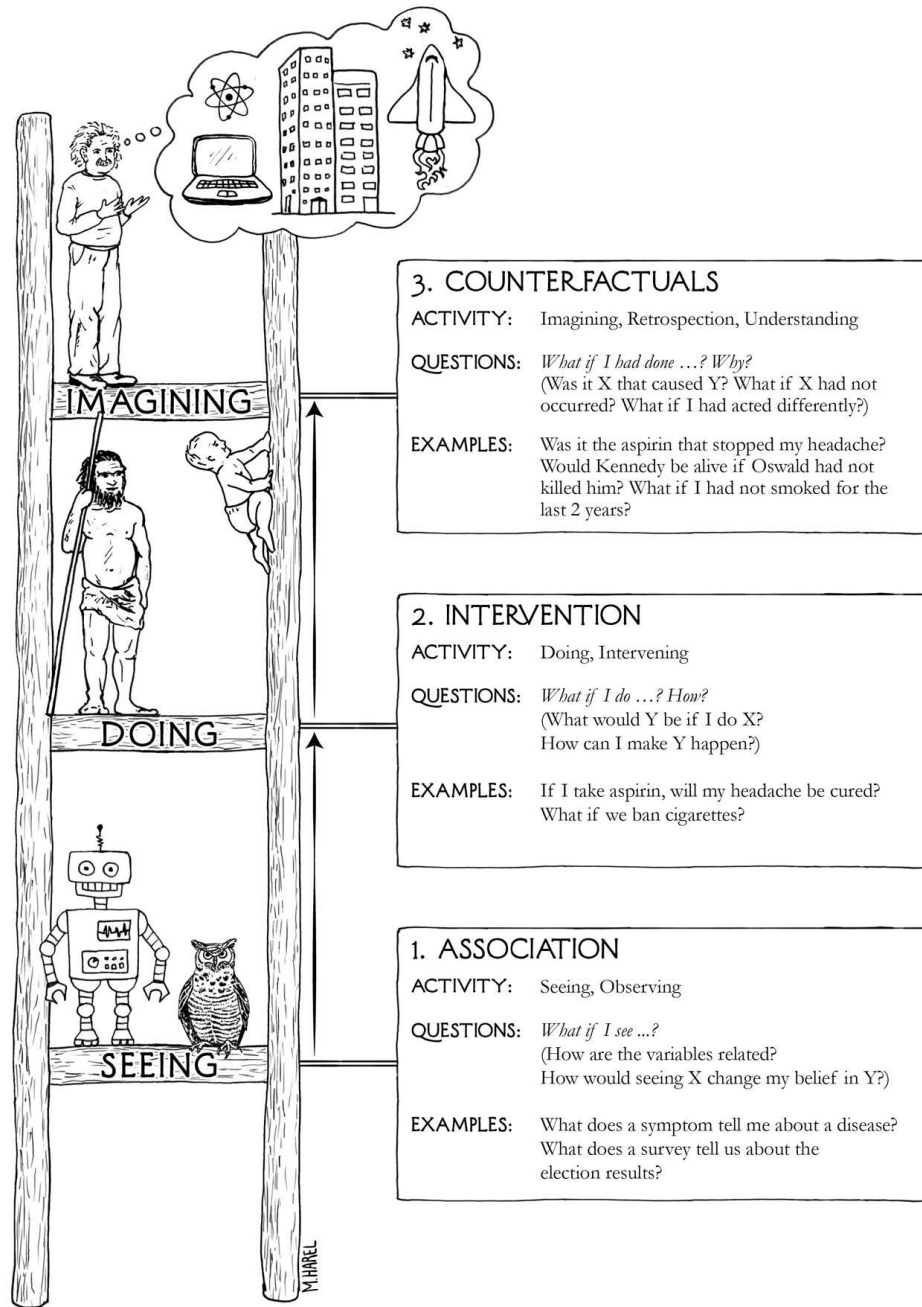 IMAGINING
3. COUNTERFACTUALS
ACTIVITY: Imagining, Retrospection, Understanding
QUESTIONS: What if I had done ...? Why?
(Was it X that caused Y? What if X had not
occurred? What if I had acted differently?)
EXAMPLES: Was it the aspirin that stopped my headache?
Would Kennedy be alive if Oswald had not
killed him? What if I had not smoked for the
last 2 years?
DOING
2. INTERVENTION
ACTIVITY: Doing, Intervening
QUESTIONS: What if I do ...? How?
(What would Y be if I do X?
How can I make Y happen?)
EXAMPLES: If I take aspirin, will my headache be cured?
What if we ban cigarettes?
SEEING
1. ASSOCIATION
ACTIVITY: Seeing, Observing
QUESTIONS: What if I see ...?
(How are the variables related?
How would seeing X change my belief in Y?)
EXAMPLES: What does a symptom tell me about a disease?
What does a survey tell us about the
election results?
M.HAREL